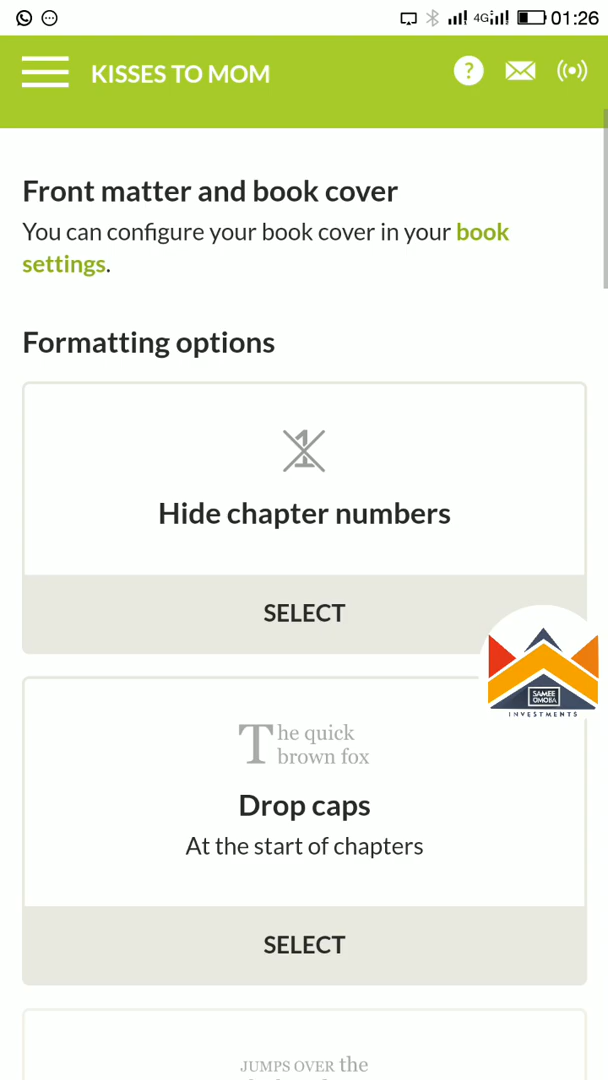 4G
01:26
KISSES TO MOM
?
Front matter and book cover
You can configure your book cover in your book
settings.
Formatting options
1
Hide chapter numbers
SELECT
SAMEE
OMOBA
INVESTMENTS
The quick
brown fox
Drop caps
At the start of chapters
SELECT
JUMPS OVER the